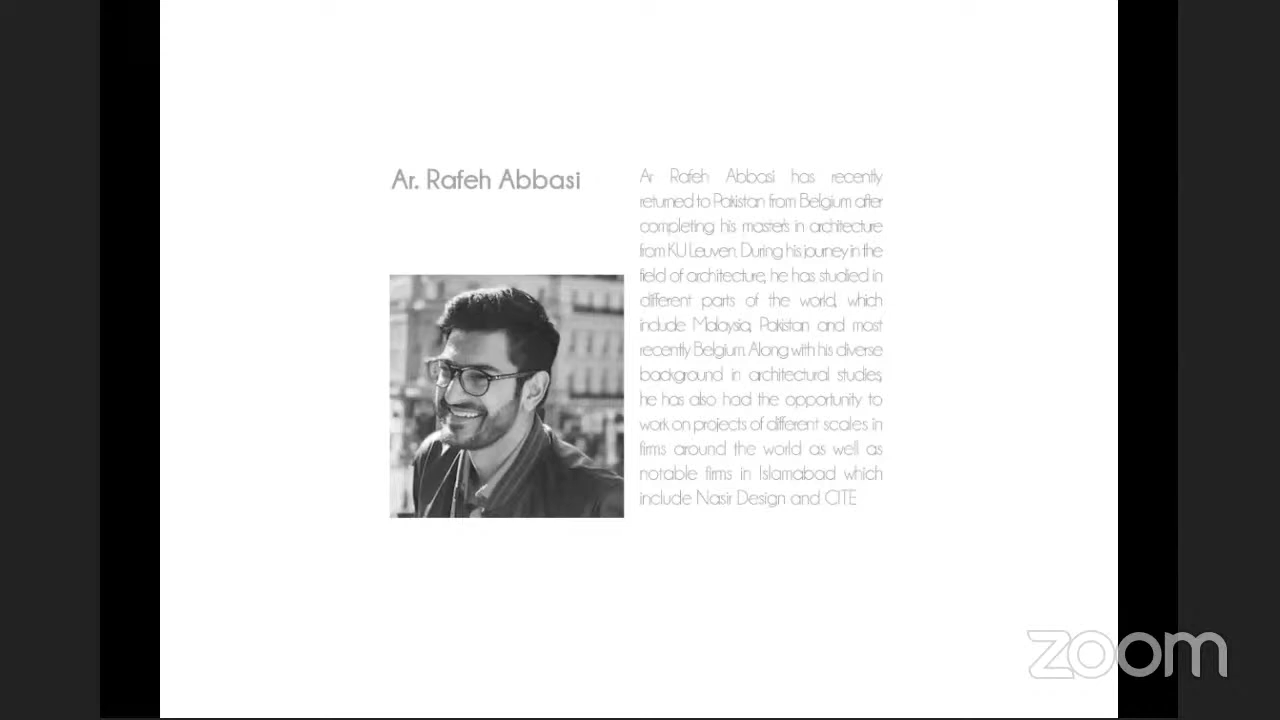 Ar. Rafeh Abbasi
Ar Rafeh Abbasi has recently
returned to Pakistan from Belgium after
completing his master's in architecture
from KU Leuven. During his journey in the
field of architecture, he has studied in
different parts of the world, which
include Malaysia, Pakistan and most
recently Belgium. Along with his diverse
background in architectural studies,
he has also had the opportunity to
work on projects of different scales in
firms around the world as well as
notable firms in Islamabad which
include Nasir Design and CITE
zoom